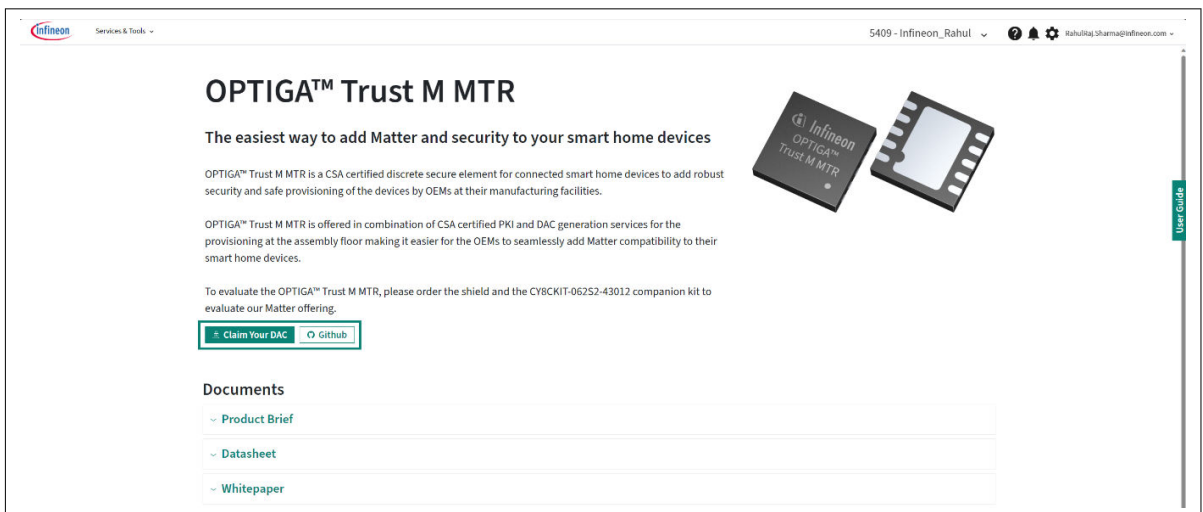 infineon
Services & Tools
5409 - Infineon_Rahul
RahulRaj.Sharma@Infineon.com
OPTIGA™ Trust M MTR
The easiest way to add Matter and security to your smart home devices
OPTIGA™ Trust M MTR is a CSA certified discrete secure element for connected smart home devices to add robust
security and safe provisioning of the devices by OEMs at their manufacturing facilities.
OPTIGA™ Trust M MTR is offered in combination of CSA certified PKI and DAC generation services for the
provisioning at the assembly floor making it easier for the OEMs to seamlessly add Matter compatibility to their
smart home devices.
To evaluate the OPTIGA™ Trust M MTR, please order the shield and the CY8CKIT-062S2-43012 companion kit to
evaluate our Matter offering.
Claim Your DAC
Github
Infineon
OPTIGA™
Trust M MTR
User Guide
Documents
Product Brief
Datasheet
Whitepaper